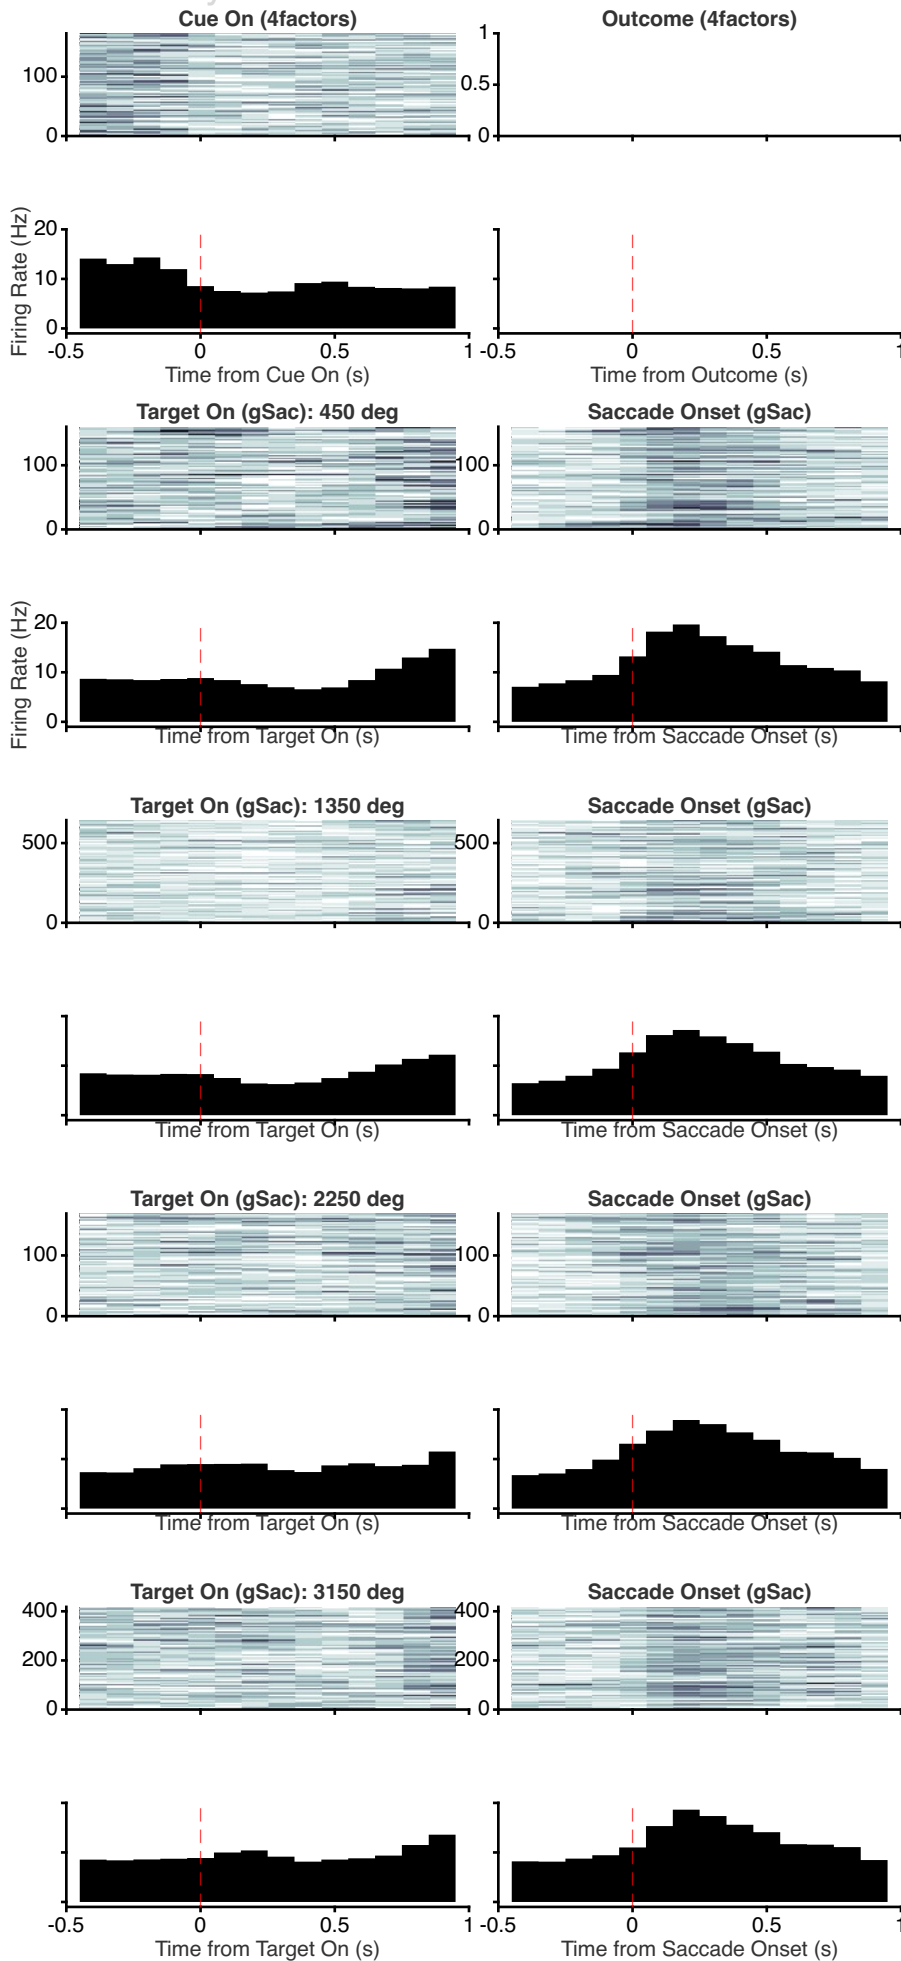 Cue On (4factors) Outcome (4factors)
100
0
1
0.5
0
Firing Rate (Hz)
20
10
0
-0.5 0 0.5 1 -0.5 0 0.5 1
Time from Cue On (s) Time from Outcome (s)
Target On (gSac): 450 deg Saccade Onset (gSac)
100 100
0 0
Firing Rate (Hz)
20
10
0
Time from Target On (s) Time from Saccade Onset (s)
Target On (gSac): 1350 deg Saccade Onset (gSac)
500 500
0 0
Time from Target On (s) Time from Saccade Onset (s)
Target On (gSac): 2250 deg Saccade Onset (gSac)
100 100
0 0
Time from Target On (s) Time from Saccade Onset (s)
Target On (gSac): 3150 deg Saccade Onset (gSac)
400 400
200 200
0 0
-0.5 0 0.5 1 -0.5 0 0.5 1
Time from Target On (s) Time from Saccade Onset (s)